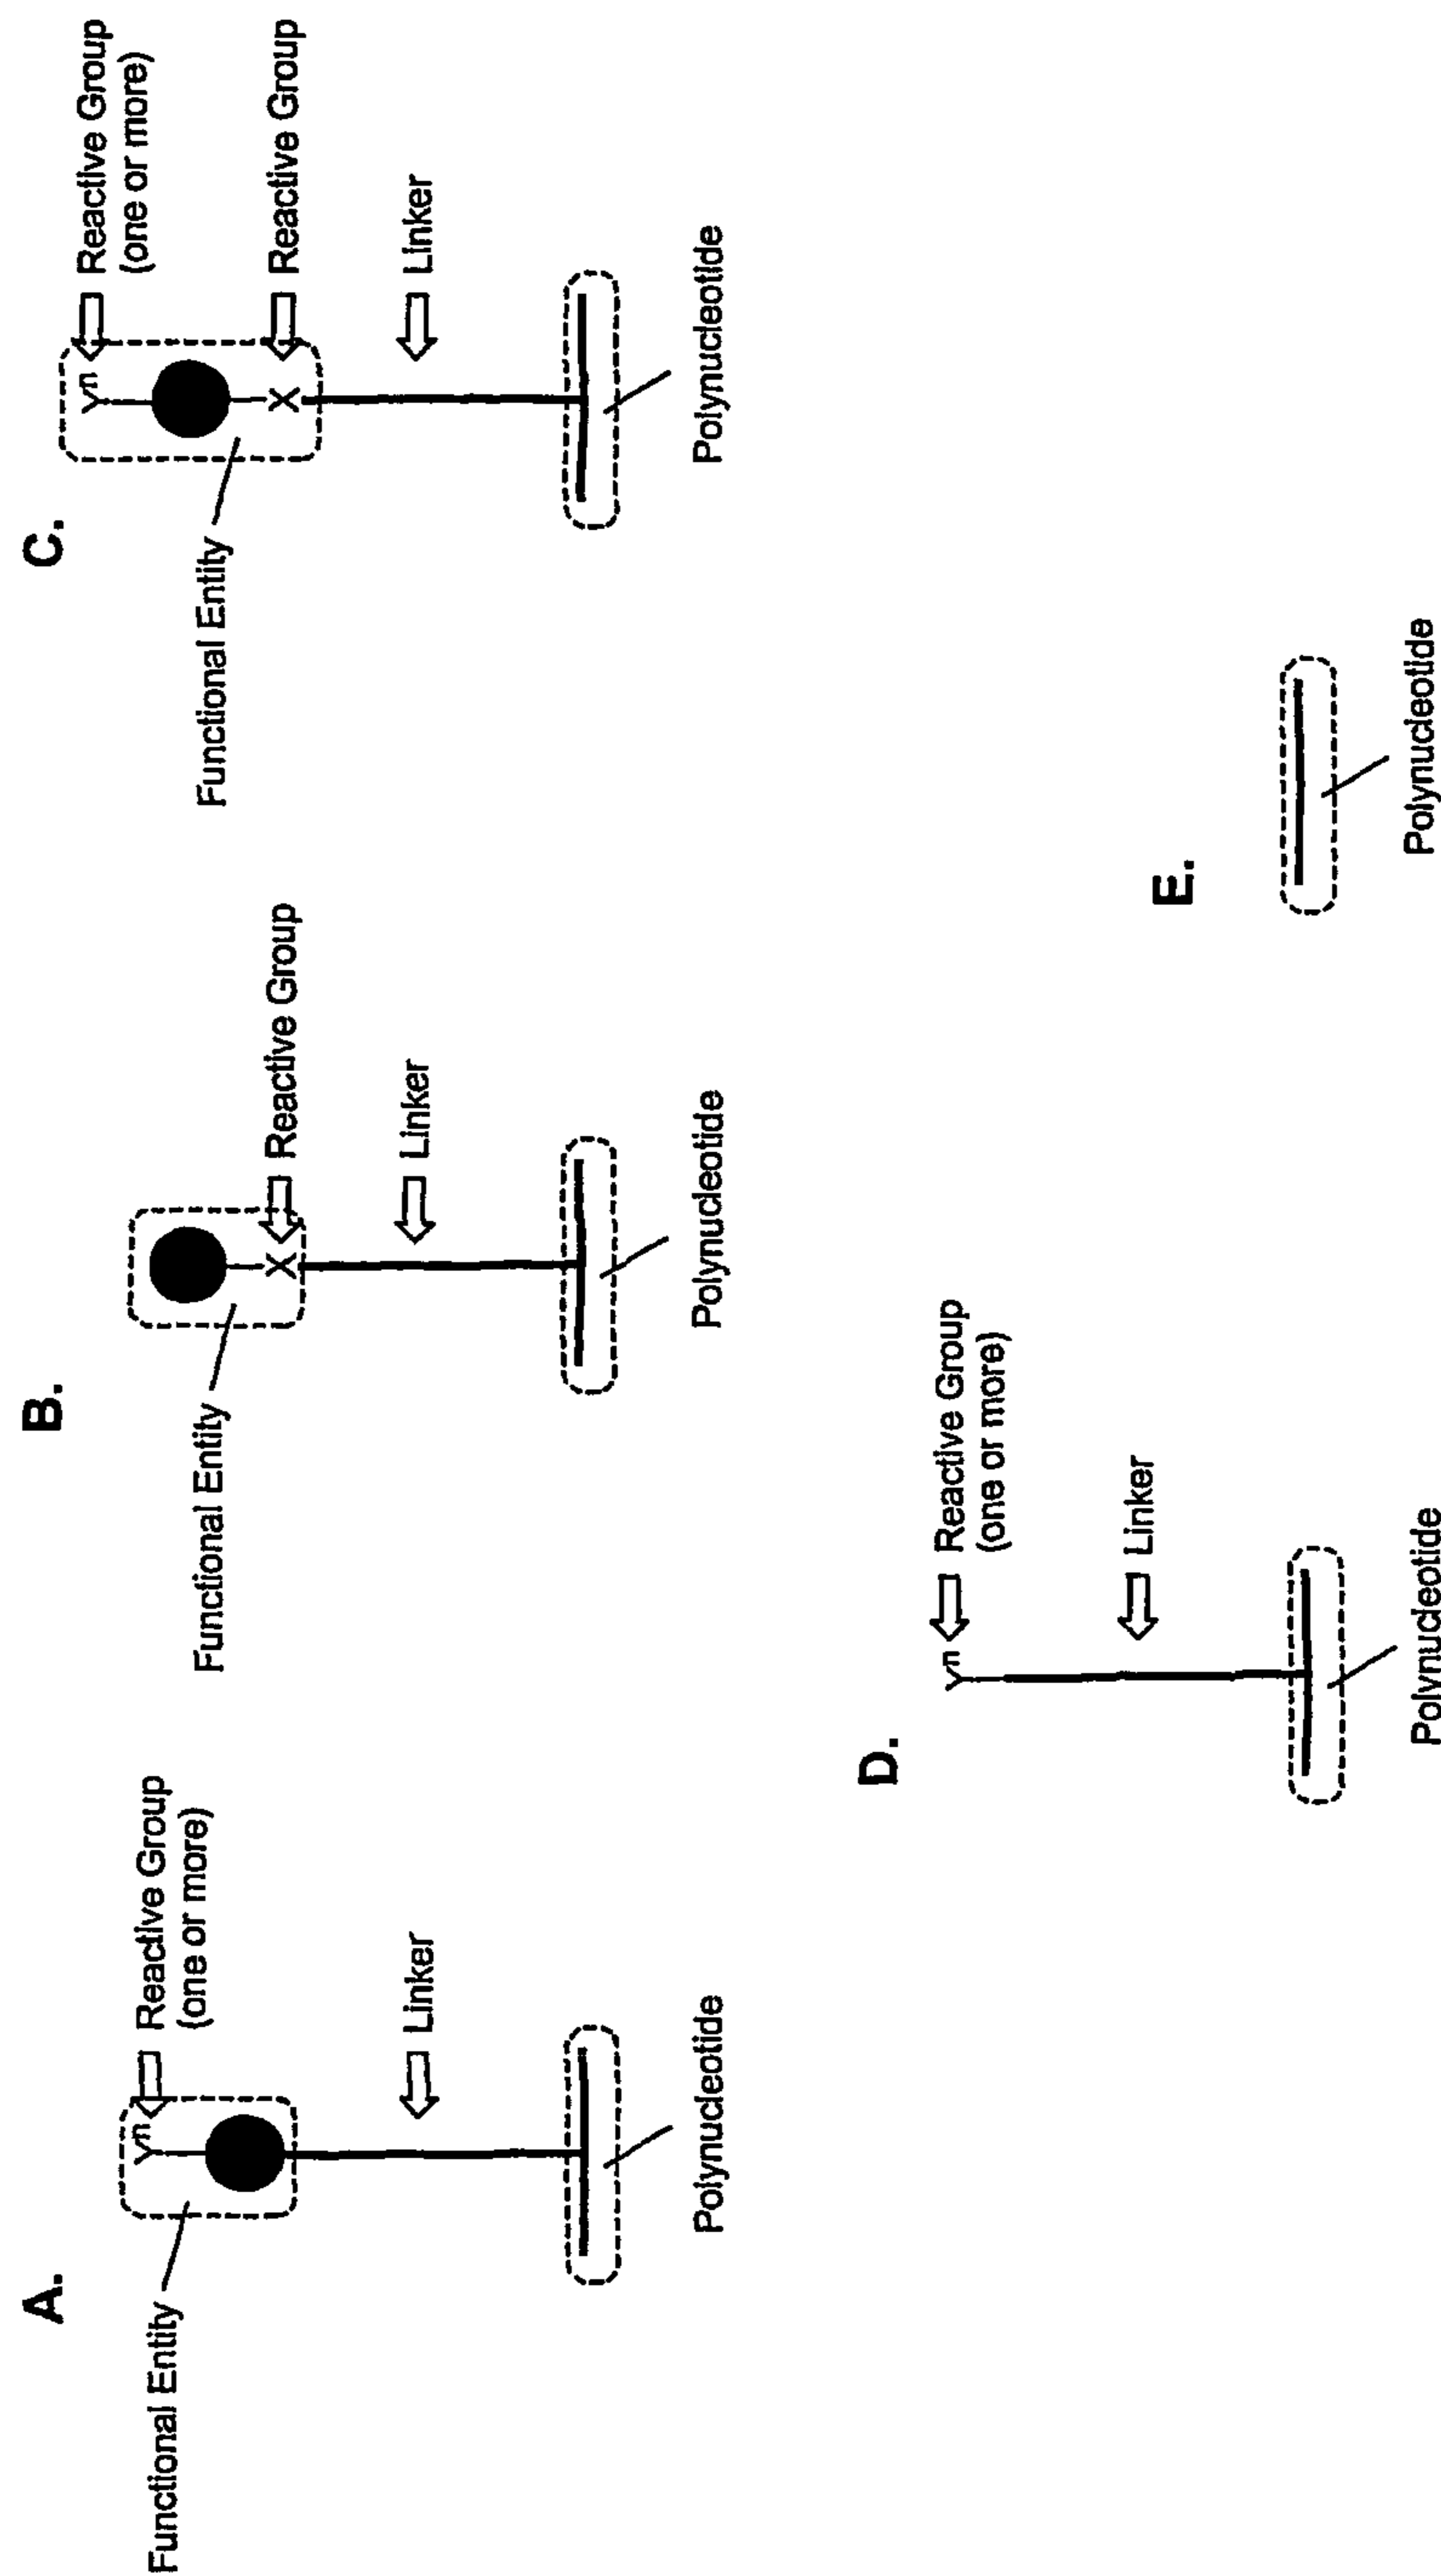 A.
Functional Entity
Yn
Reactive Group
(one or more)
Linker
Polynucleotide
B.
Functional Entity
X
Reactive Group
Linker
Polynucleotide
C.
Functional Entity
Yn
Reactive Group
(one or more)
X
Reactive Group
Linker
Polynucleotide
D.
Yn
Reactive Group
(one or more)
Linker
Polynucleotide
E.
Polynucleotide